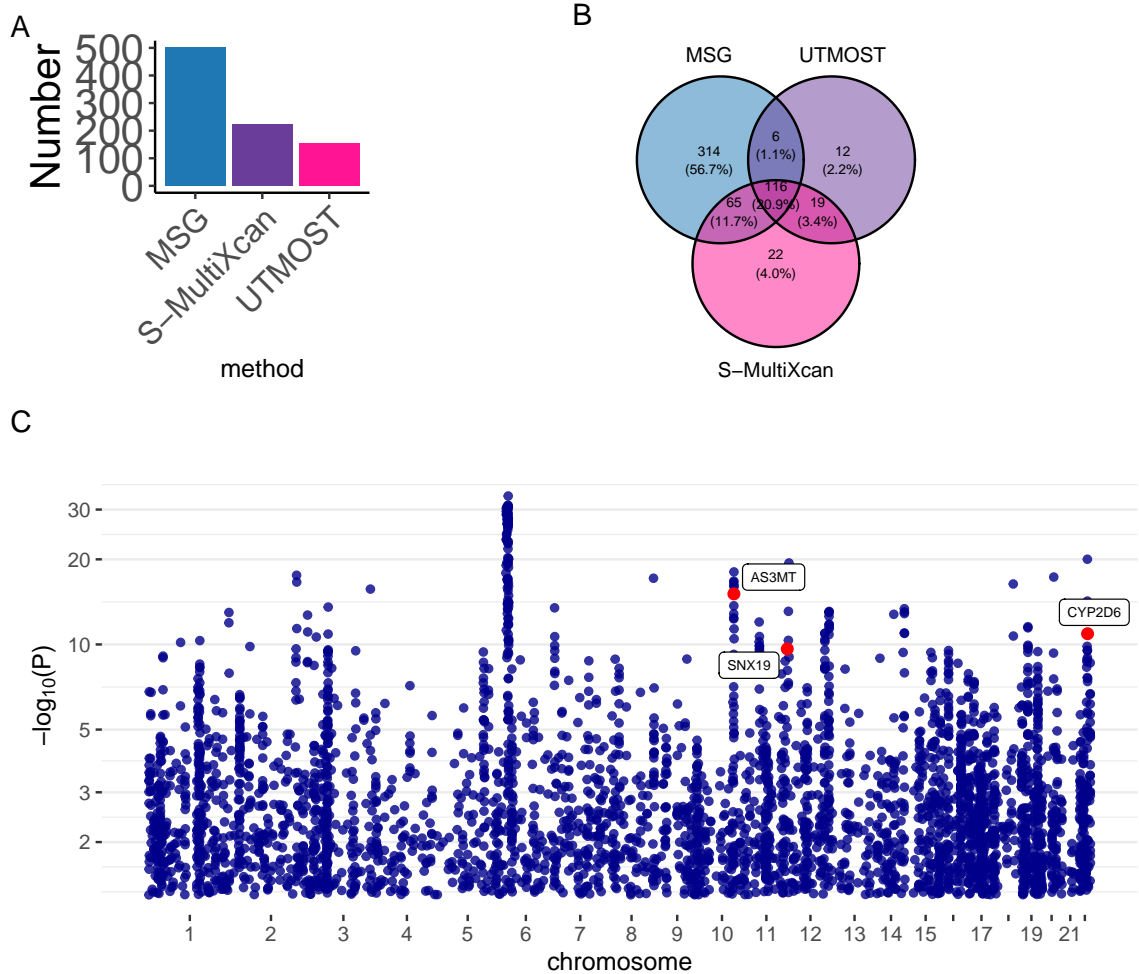 A
Number
500
400
300
200
100
0
MSG
S−MultiXcan
UTMOST
method
B
MSG UTMOST
314
(56.7%)
6
(1.1%)
12
(2.2%)
116
(20.9%)
65
(11.7%)
19
(3.4%)
22
(4.0%)
S−MultiXcan
C
−log10(P)
30
20
10
5
3
2
AS3MT
SNX19
CYP2D6
1 2 3 4 5 6 7 8 9 10 11 12 13 14 15 17 19 21
chromosome